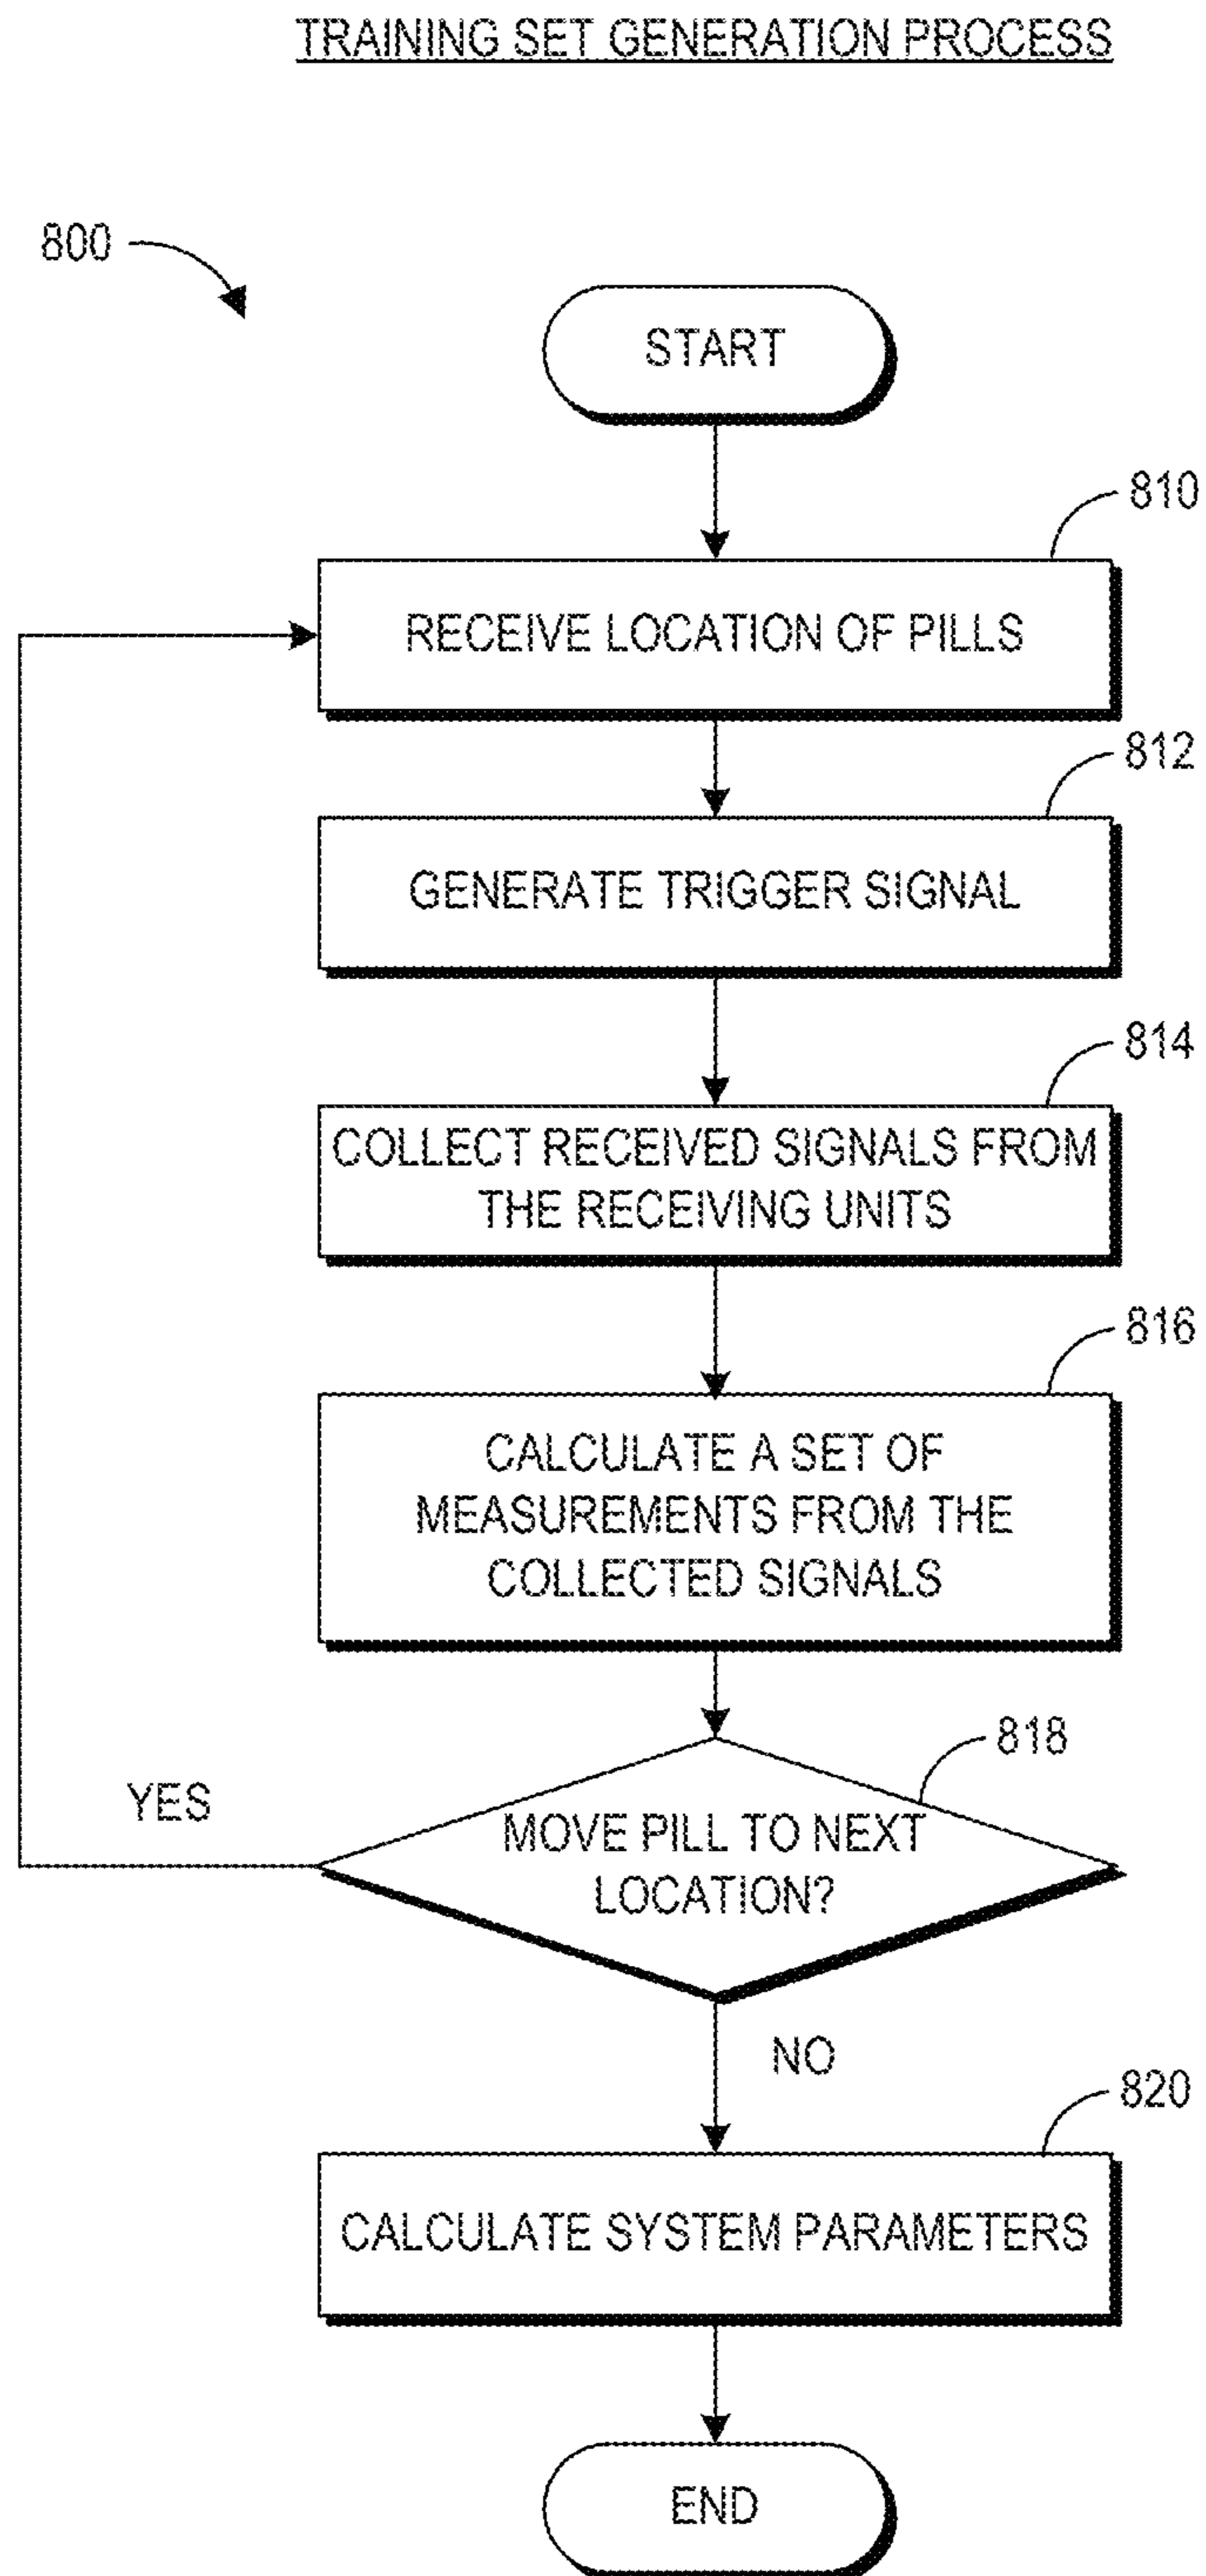 TRAINING SET GENERATION PROCESS
800
START
810
RECEIVE LOCATION OF PILLS
812
GENERATE TRIGGER SIGNAL
814
COLLECT RECEIVED SIGNALS FROM
THE RECEIVING UNITS
816
CALCULATE A SET OF
MEASUREMENTS FROM THE
COLLECTED SIGNALS
818
YES
MOVE PILL TO NEXT
LOCATION?
NO
820
CALCULATE SYSTEM PARAMETERS
END